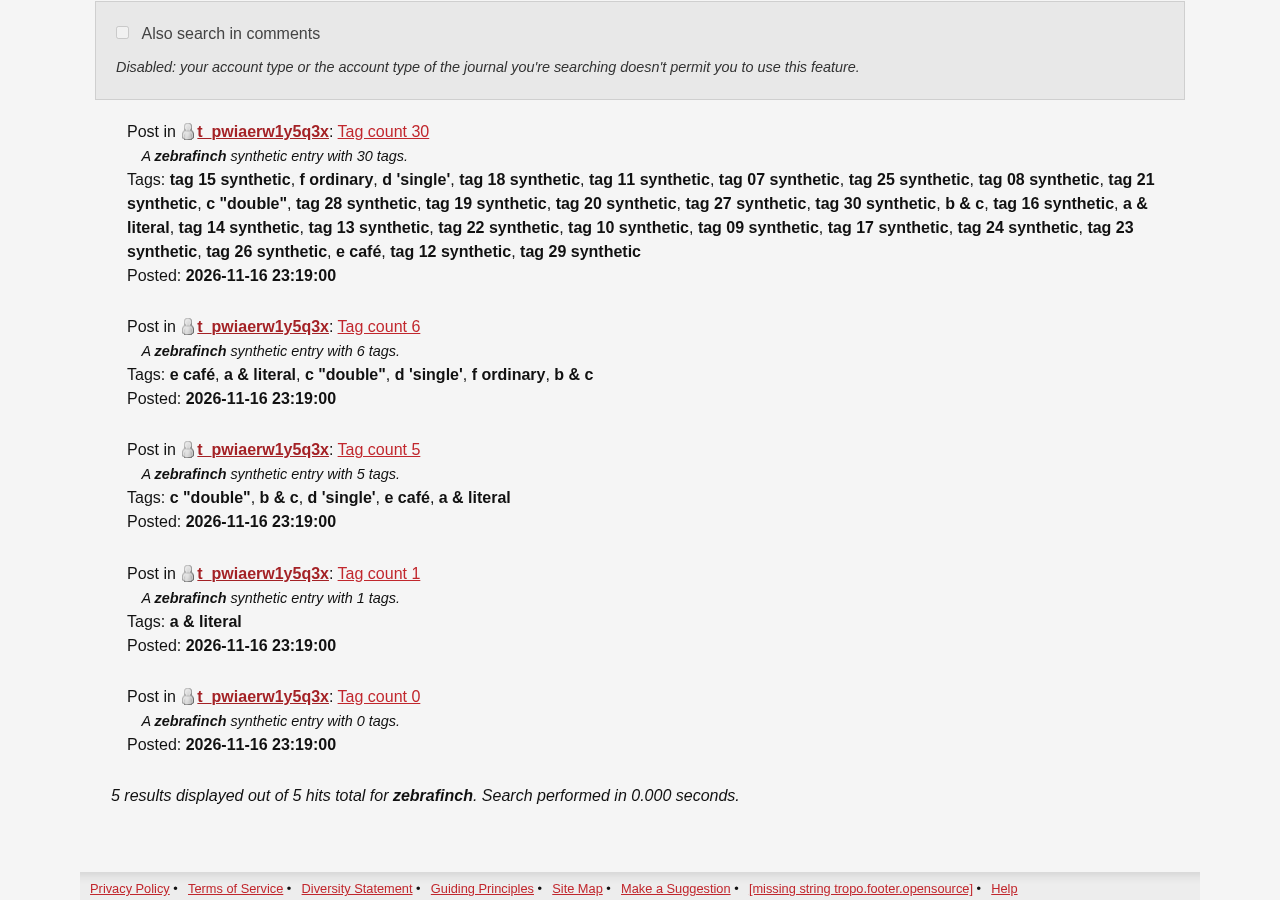 Also search in comments
Disabled: your account type or the account type of the journal you're searching doesn't permit you to use this feature.
Post in t_pwiaerw1y5q3x: Tag count 30
A zebrafinch synthetic entry with 30 tags.
Tags: tag 15 synthetic, f ordinary, d 'single', tag 18 synthetic, tag 11 synthetic, tag 07 synthetic, tag 25 synthetic, tag 08 synthetic, tag 21
synthetic, c "double", tag 28 synthetic, tag 19 synthetic, tag 20 synthetic, tag 27 synthetic, tag 30 synthetic, b & c, tag 16 synthetic, a &
literal, tag 14 synthetic, tag 13 synthetic, tag 22 synthetic, tag 10 synthetic, tag 09 synthetic, tag 17 synthetic, tag 24 synthetic, tag 23
synthetic, tag 26 synthetic, e café, tag 12 synthetic, tag 29 synthetic
Posted: 2026-11-16 23:19:00
Post in t_pwiaerw1y5q3x: Tag count 6
A zebrafinch synthetic entry with 6 tags.
Tags: e café, a & literal, c "double", d 'single', f ordinary, b & c
Posted: 2026-11-16 23:19:00
Post in t_pwiaerw1y5q3x: Tag count 5
A zebrafinch synthetic entry with 5 tags.
Tags: c "double", b & c, d 'single', e café, a & literal
Posted: 2026-11-16 23:19:00
Post in t_pwiaerw1y5q3x: Tag count 1
A zebrafinch synthetic entry with 1 tags.
Tags: a & literal
Posted: 2026-11-16 23:19:00
Post in t_pwiaerw1y5q3x: Tag count 0
A zebrafinch synthetic entry with 0 tags.
Posted: 2026-11-16 23:19:00
5 results displayed out of 5 hits total for zebrafinch. Search performed in 0.000 seconds.
Privacy Policy • Terms of Service • Diversity Statement • Guiding Principles • Site Map • Make a Suggestion • [missing string tropo.footer.opensource] • Help